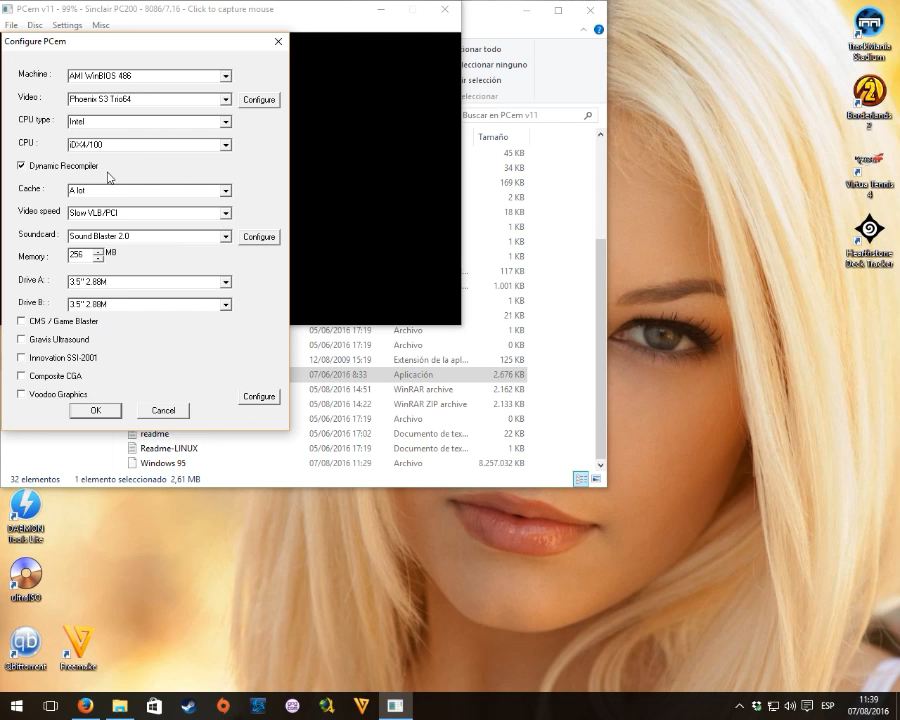 PCem v11 - 99% - Sinclair PC200 - 8086/7.16 - Click to capture mouse
File Disc Settings Misc
Configure PCem
Machine : AMI WinBIOS 486
Video : Phoenix S3 Trio64 Configure
CPU type : Intel
CPU : iDX4/100
Dynamic Recompiler
Cache : A lot
Video speed Slow VLB/PCI
Soundcard : Sound Blaster 2.0 Configure
Memory : 256 MB
Drive A: : 3.5" 2.88M
Drive B: : 3.5" 2.88M
CMS / Game Blaster
Gravis Ultrasound
Innovation SSI-2001
Composite CGA
Voodoo Graphics Configure
OK Cancel
ionar todo
leccionar ninguno
ir selección
eleccionar
Buscar en PCem v11
Tamaño
45 KB
34 KB
169 KB
2 KB
18 KB
1 KB
1 KB
1 KB
... 117 KB
... 1.001 KB
1 KB
21 KB
05/06/2016 17:19 Archivo 1 KB
05/06/2016 17:19 Archivo 0 KB
12/08/2009 15:19 Extensión de la apl... 125 KB
07/06/2016 8:33 Aplicación 2.676 KB
05/08/2016 14:51 WinRAR archive 2.162 KB
05/08/2016 14:22 WinRAR ZIP archive 2.133 KB
05/06/2016 17:19 Archivo 0 KB
readme 05/06/2016 17:02 Documento de tex... 22 KB
Readme-LINUX 05/06/2016 17:19 Documento de tex... 1 KB
Windows 95 07/08/2016 11:29 Archivo 8.257.032 KB
32 elementos 1 elemento seleccionado 2,61 MB
TrackMania
Stadium
Borderlands
2
Virtua Tennis
4
Hearthstone
Deck Tracker
DAEMON
Tools Lite
UltraISO
qBittorrent
Freemake
ESP
11:39
07/08/2016